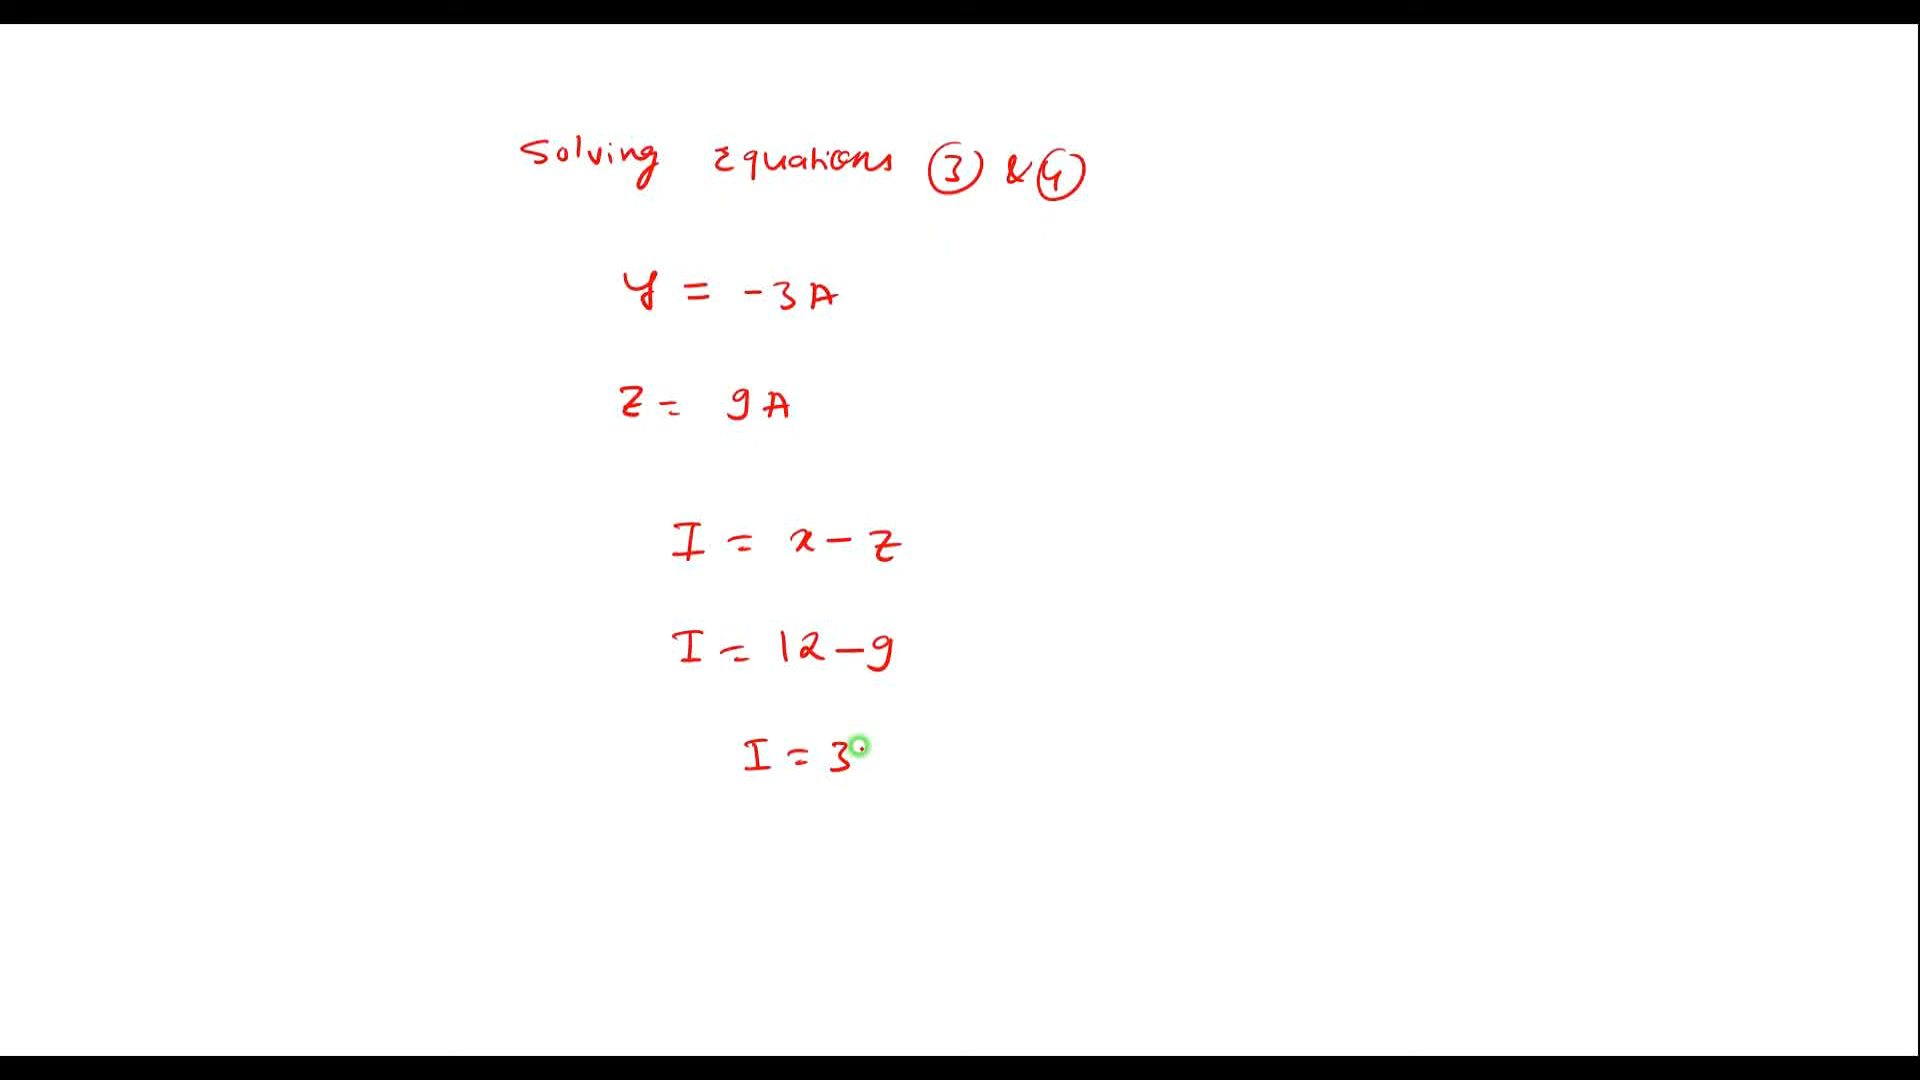 Solving Equations ③ & ④
y = -3A
z = 9A
I = x - z
I = 12 - 9
I = 3